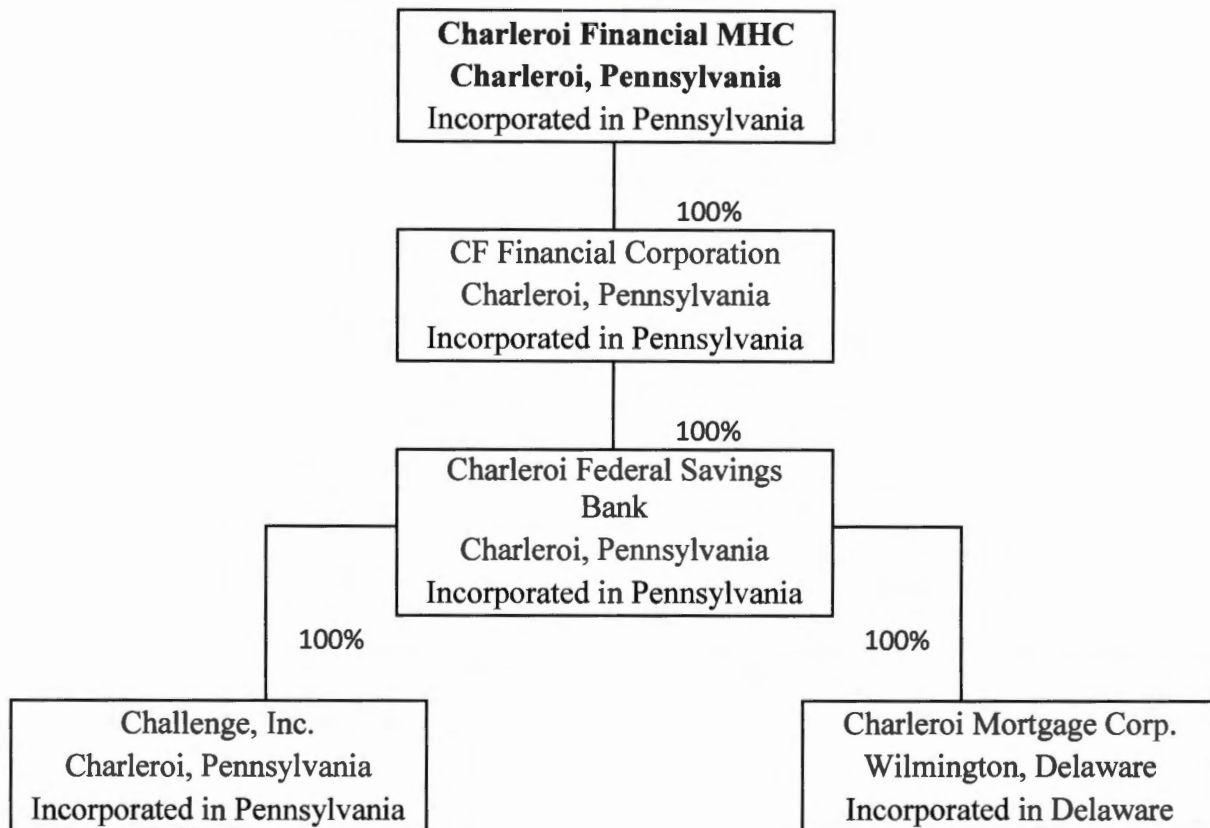 Charleroi Financial MHC
Charleroi, Pennsylvania
Incorporated in Pennsylvania
100%
CF Financial Corporation
Charleroi, Pennsylvania
Incorporated in Pennsylvania
100%
Charleroi Federal Savings
Bank
Charleroi, Pennsylvania
Incorporated in Pennsylvania
100%
100%
Challenge, Inc.
Charleroi, Pennsylvania
Incorporated in Pennsylvania
Charleroi Mortgage Corp.
Wilmington, Delaware
Incorporated in Delaware